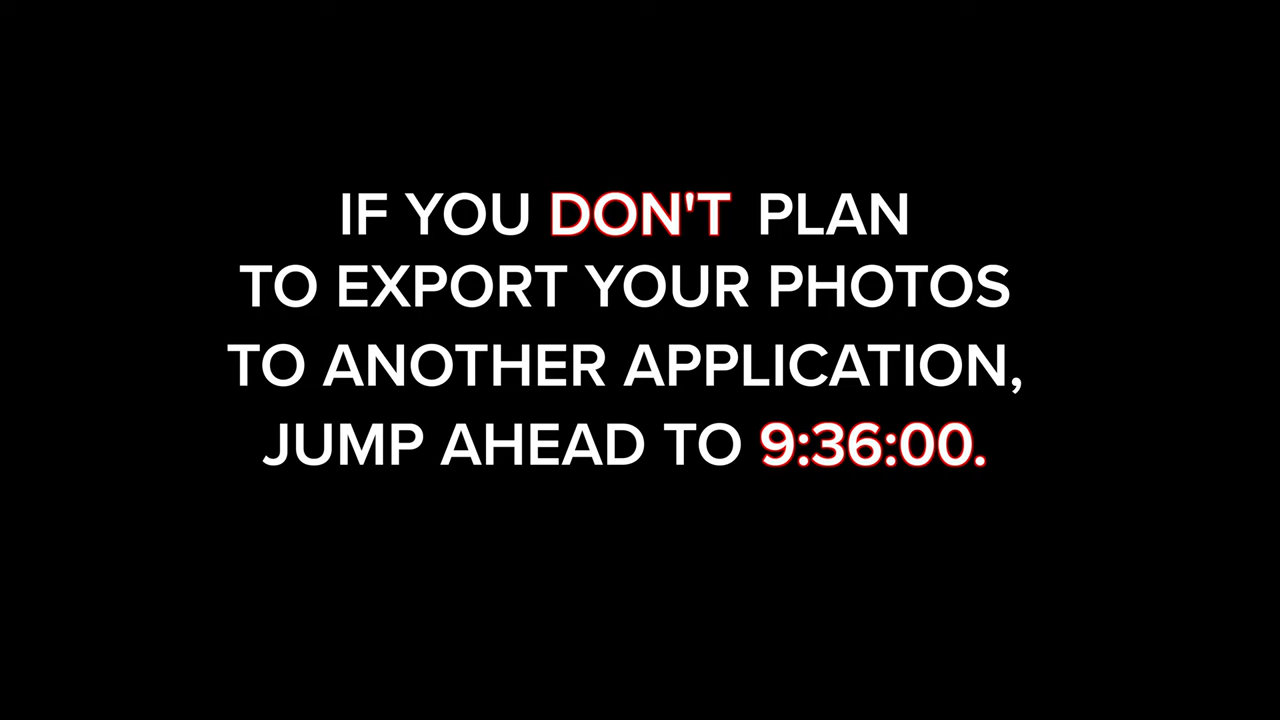 IF YOU DON'T PLAN
TO EXPORT YOUR PHOTOS
TO ANOTHER APPLICATION,
JUMP AHEAD TO 9:36:00.